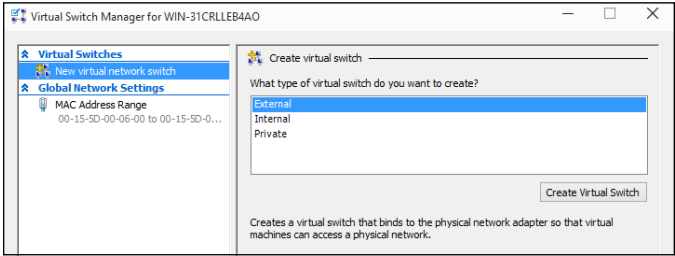 Virtual Switch Manager for WIN-31CRLLEB4AO
Virtual Switches
New virtual network switch
Global Network Settings
MAC Address Range
00-15-5D-00-06-00 to 00-15-5D-0...
Create virtual switch
What type of virtual switch do you want to create?
External
Internal
Private
Create Virtual Switch
Creates a virtual switch that binds to the physical network adapter so that virtual
machines can access a physical network.